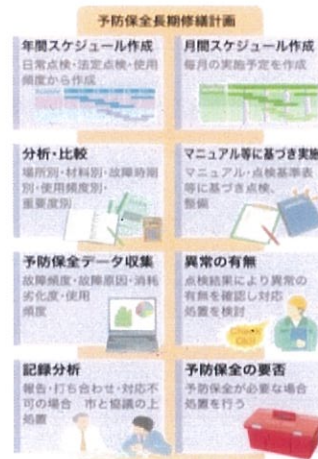 予防保全長期修繕計画
年間スケジュール作成
日常点検・法定点検・使用
頻度から作成
月間スケジュール作成
毎月の実施予定を作成
分析・比較
場所別・材料別・故障時期
別・使用頻度別・
重要度別
マニュアル等に基づき実施
マニュアル・点検基準表
等に基づき点検、
整備
予防保全データ収集
故障頻度・故障原因・消耗
劣化度・使用
頻度
異常の有無
点検結果により異常の
有無を確認し対応
処置を検討
Check
Go!
記録分析
報告・打ち合わせ・対応不
可の場合 市と協議の上
処置
予防保全の要否
予防保全が必要な場合
処置を行う